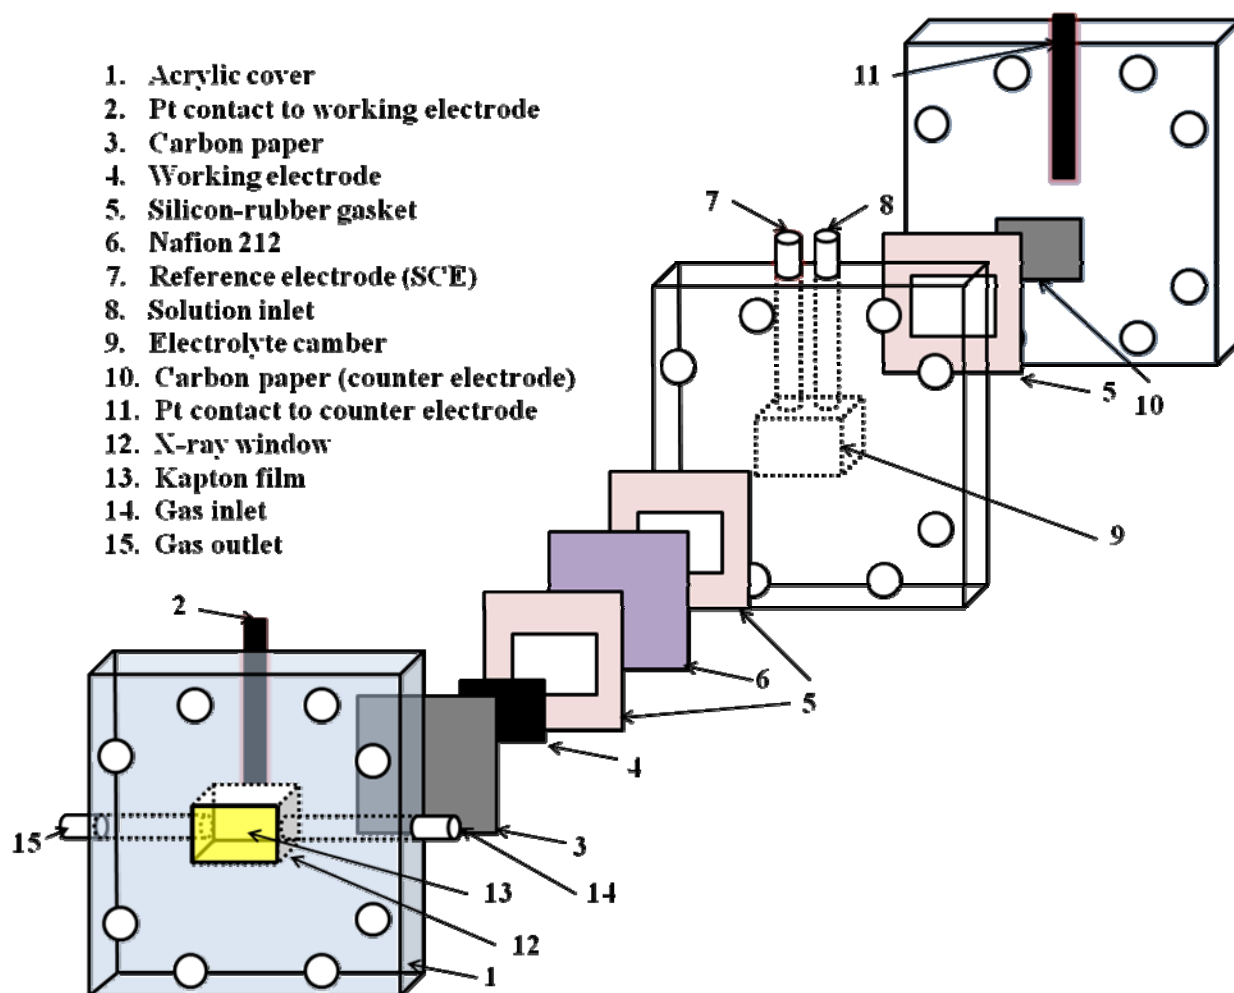 1. Acrylic cover
2. Pt contact to working electrode
3. Carbon paper
4. Working electrode
5. Silicon-rubber gasket
6. Nafion 212
7. Reference electrode (SCE)
8. Solution inlet
9. Electrolyte camber
10. Carbon paper (counter electrode)
11. Pt contact to counter electrode
12. X-ray window
13. Kapton film
14. Gas inlet
15. Gas outlet
11
7
8
5
10
9
2
6
5
4
15
3
13
14
12
1